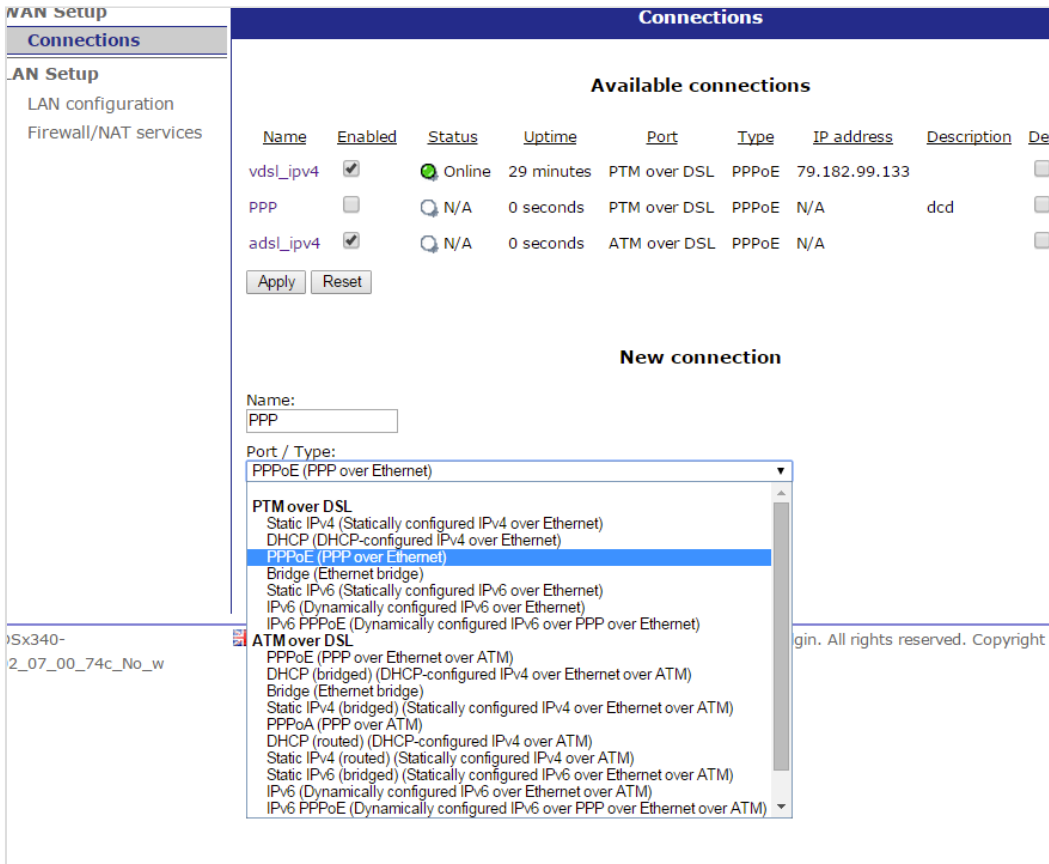 WAN Setup
Connections
LAN Setup
LAN configuration
Firewall/NAT services
Connections
Available connections
Name Enabled Status Uptime Port Type IP address Description De
vdsl_ipv4 Online 29 minutes PTM over DSL PPPoE 79.182.99.133
PPP N/A 0 seconds PTM over DSL PPPoE N/A dcd
adsl_ipv4 N/A 0 seconds ATM over DSL PPPoE N/A
Apply Reset
New connection
Name:
PPP
Port / Type:
PPPoE (PPP over Ethernet)
PTM over DSL
Static IPv4 (Statically configured IPv4 over Ethernet)
DHCP (DHCP-configured IPv4 over Ethernet)
PPPoE (PPP over Ethernet)
Bridge (Ethernet bridge)
Static IPv6 (Statically configured IPv6 over Ethernet)
IPv6 (Dynamically configured IPv6 over Ethernet)
IPv6 PPPoE (Dynamically configured IPv6 over PPP over Ethernet)
ATM over DSL
PPPoE (PPP over Ethernet over ATM)
DHCP (bridged) (DHCP-configured IPv4 over Ethernet over ATM)
Bridge (Ethernet bridge)
Static IPv4 (bridged) (Statically configured IPv4 over Ethernet over ATM)
PPPoA (PPP over ATM)
DHCP (routed) (DHCP-configured IPv4 over ATM)
Static IPv4 (routed) (Statically configured IPv4 over ATM)
Static IPv6 (bridged) (Statically configured IPv6 over Ethernet over ATM)
IPv6 (Dynamically configured IPv6 over Ethernet over ATM)
IPv6 PPPoE (Dynamically configured IPv6 over PPP over Ethernet over ATM)
Sx340-
2_07_00_74c_No_w
gin. All rights reserved. Copyright